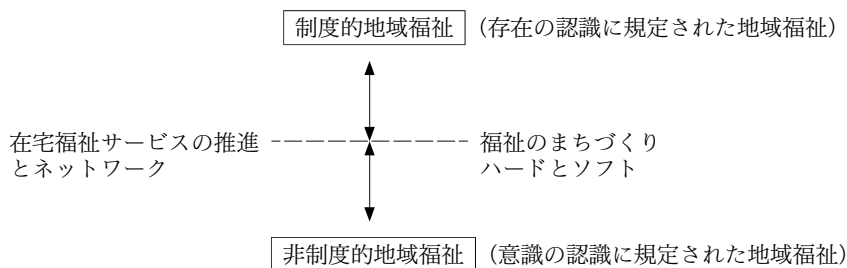 制度的地域福祉 (存在の認識に規定された地域福祉)
在宅福祉サービスの推進
とネットワーク
福祉のまちづくり
ハードとソフト
非制度的地域福祉 (意識の認識に規定された地域福祉)